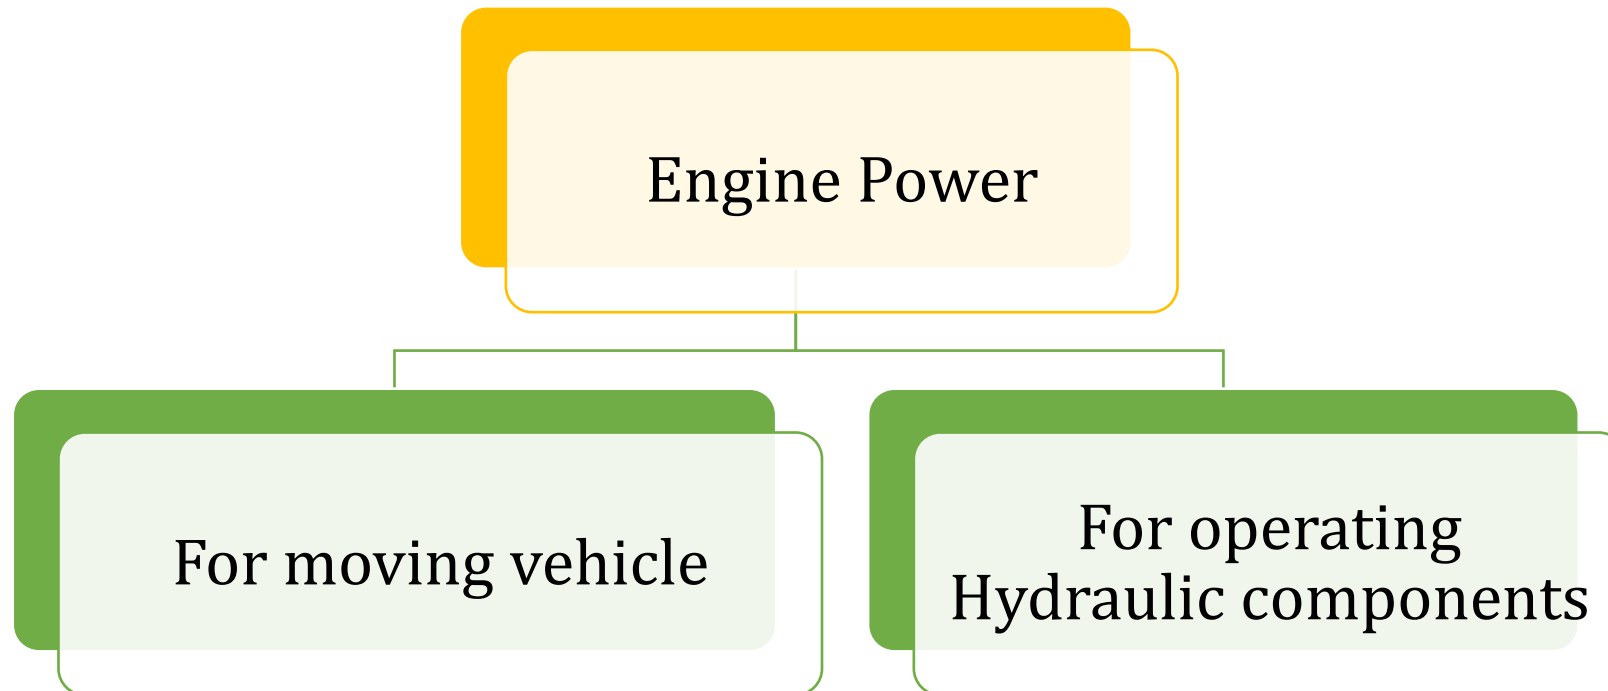 Engine Power
For moving vehicle
For operating
Hydraulic components